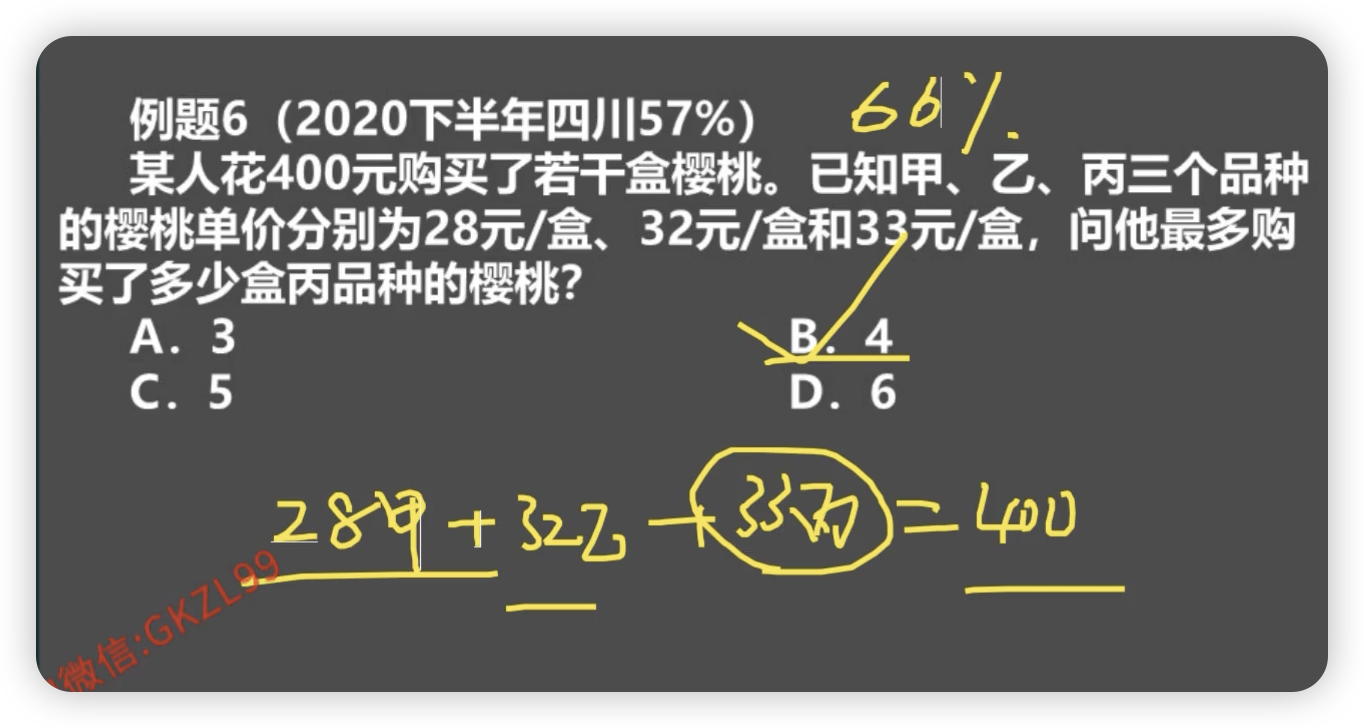 例题6（2020下半年四川57%） 66%.
某人花400元购买了若干盒樱桃。已知甲、乙、丙三个品种
的樱桃单价分别为28元/盒、32元/盒和33元/盒，问他最多购
买了多少盒丙品种的樱桃？
A．3 B．4
C．5 D．6
28甲+32乙+33丙=400
微信:GKZL99